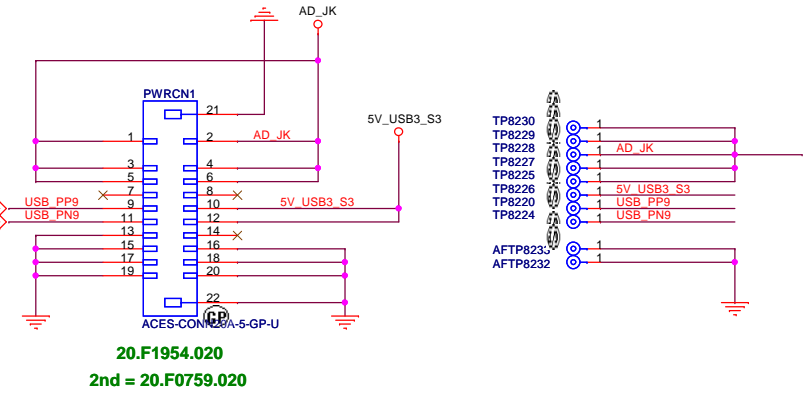 AD_JK
PWRCN1
21
1
2
AD_JK
3
4
5
6
7
8
USB_PP9
9
10
5V_USB3_S3
USB_PN9
11
12
13
14
15
16
17
18
19
20
22
GP
ACES-CONN20A-5-GP-U
20.F1954.020
2nd = 20.F0759.020
5V_USB3_S3
TP8230
1
TP8229
1
TP8228
1
AD_JK
TP8227
1
TP8225
1
TP8226
1
5V_USB3_S3
TP8220
1
USB_PP9
TP8224
1
USB_PN9
AFTP8233
1
AFTP8232
1